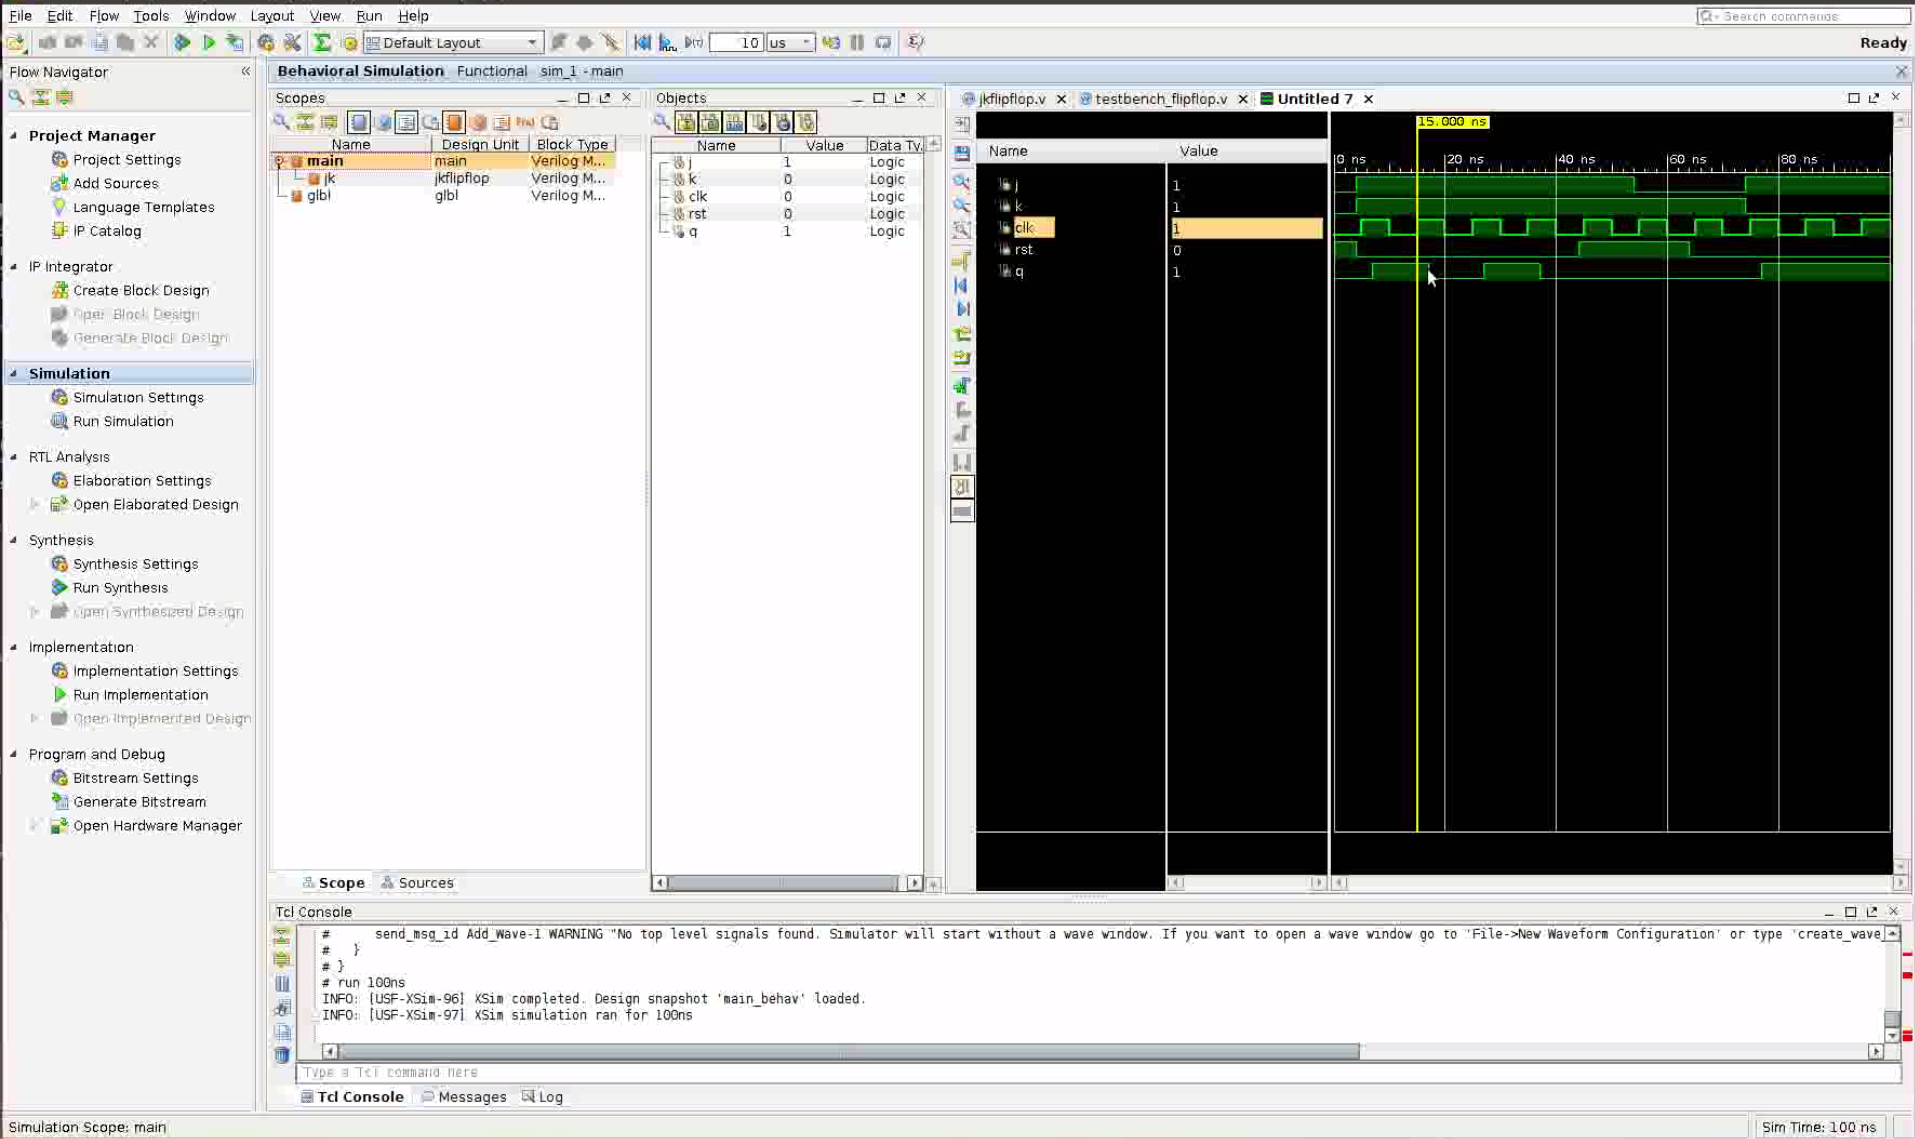 File Edit Flow Tools Window Layout View Run Help
Search commands
Default Layout
10 us
Ready
Flow Navigator
Behavioral Simulation Functional sim_1 - main
Project Manager
Project Settings
Add Sources
Language Templates
IP Catalog
IP Integrator
Create Block Design
Open Block Design
Generate Block Design
Simulation
Simulation Settings
Run Simulation
RTL Analysis
Elaboration Settings
Open Elaborated Design
Synthesis
Synthesis Settings
Run Synthesis
Open Synthesized Design
Implementation
Implementation Settings
Run Implementation
Open Implemented Design
Program and Debug
Bitstream Settings
Generate Bitstream
Open Hardware Manager
Scopes
Name Design Unit Block Type
main main Verilog M...
jk jkflipflop Verilog M...
glbl glbl Verilog M...
Scope Sources
Objects
Name Value Data Ty.
j 1 Logic
k 0 Logic
clk 0 Logic
rst 0 Logic
q 1 Logic
jkflipflop.v testbench_flipflop.v Untitled 7
15.000 ns
Name Value
0 ns 20 ns 40 ns 60 ns 80 ns
j 1
k 1
clk 1
rst 0
q 1
Tcl Console
# send_msg_id Add_Wave-1 WARNING "No top level signals found. Simulator will start without a wave window. If you want to open a wave window go to 'File->New Waveform Configuration' or type 'create_wave_
# }
# }
# run 100ns
INFO: [USF-XSim-96] XSim completed. Design snapshot 'main_behav' loaded.
INFO: [USF-XSim-97] XSim simulation ran for 100ns
Type a Tcl command here
Tcl Console Messages Log
Simulation Scope: main
Sim Time: 100 ns